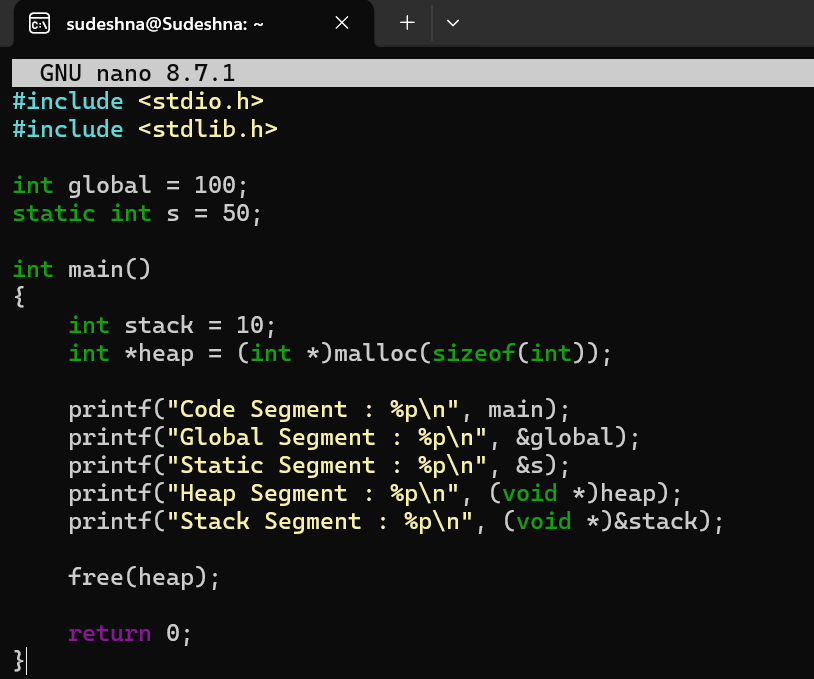 sudeshna@Sudeshna: ~
GNU nano 8.7.1
#include <stdio.h>
#include <stdlib.h>

int global = 100;
static int s = 50;

int main()
{
    int stack = 10;
    int *heap = (int *)malloc(sizeof(int));

    printf("Code Segment : %p\n", main);
    printf("Global Segment : %p\n", &global);
    printf("Static Segment : %p\n", &s);
    printf("Heap Segment : %p\n", (void *)heap);
    printf("Stack Segment : %p\n", (void *)&stack);

    free(heap);

    return 0;
}